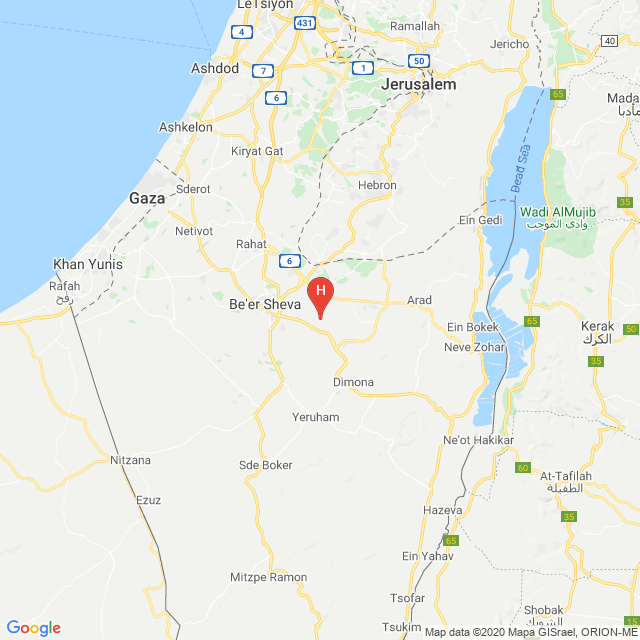 LeTsiyon
Ramallah
431
4
40
50
1
Jericho
Ashdod
7
Jerusalem
65
6
Mada
مادبا
Ashkelon
Kiryat Gat
Dead Sea
Hebron
Sderot
Gaza
35
Ein Gedi
Wadi AlMujib
وادي الموجب
Netivot
Rahat
Khan Yunis
6
Rafah
رفح
H
Be'er Sheva
Arad
65
Ein Bokek
Kerak
الكرك
50
Neve Zohar
35
Dimona
Yeruham
Ne'ot Hakikar
Nitzana
Sde Boker
60
At-Tafilah
الطفيلة
Ezuz
Hazeva
35
65
Ein Yahav
Mitzpe Ramon
Tsofar
Shobak
الشوبك
15
Tsukim
Google
Map data ©2020 Mapa GISrael, ORION-ME